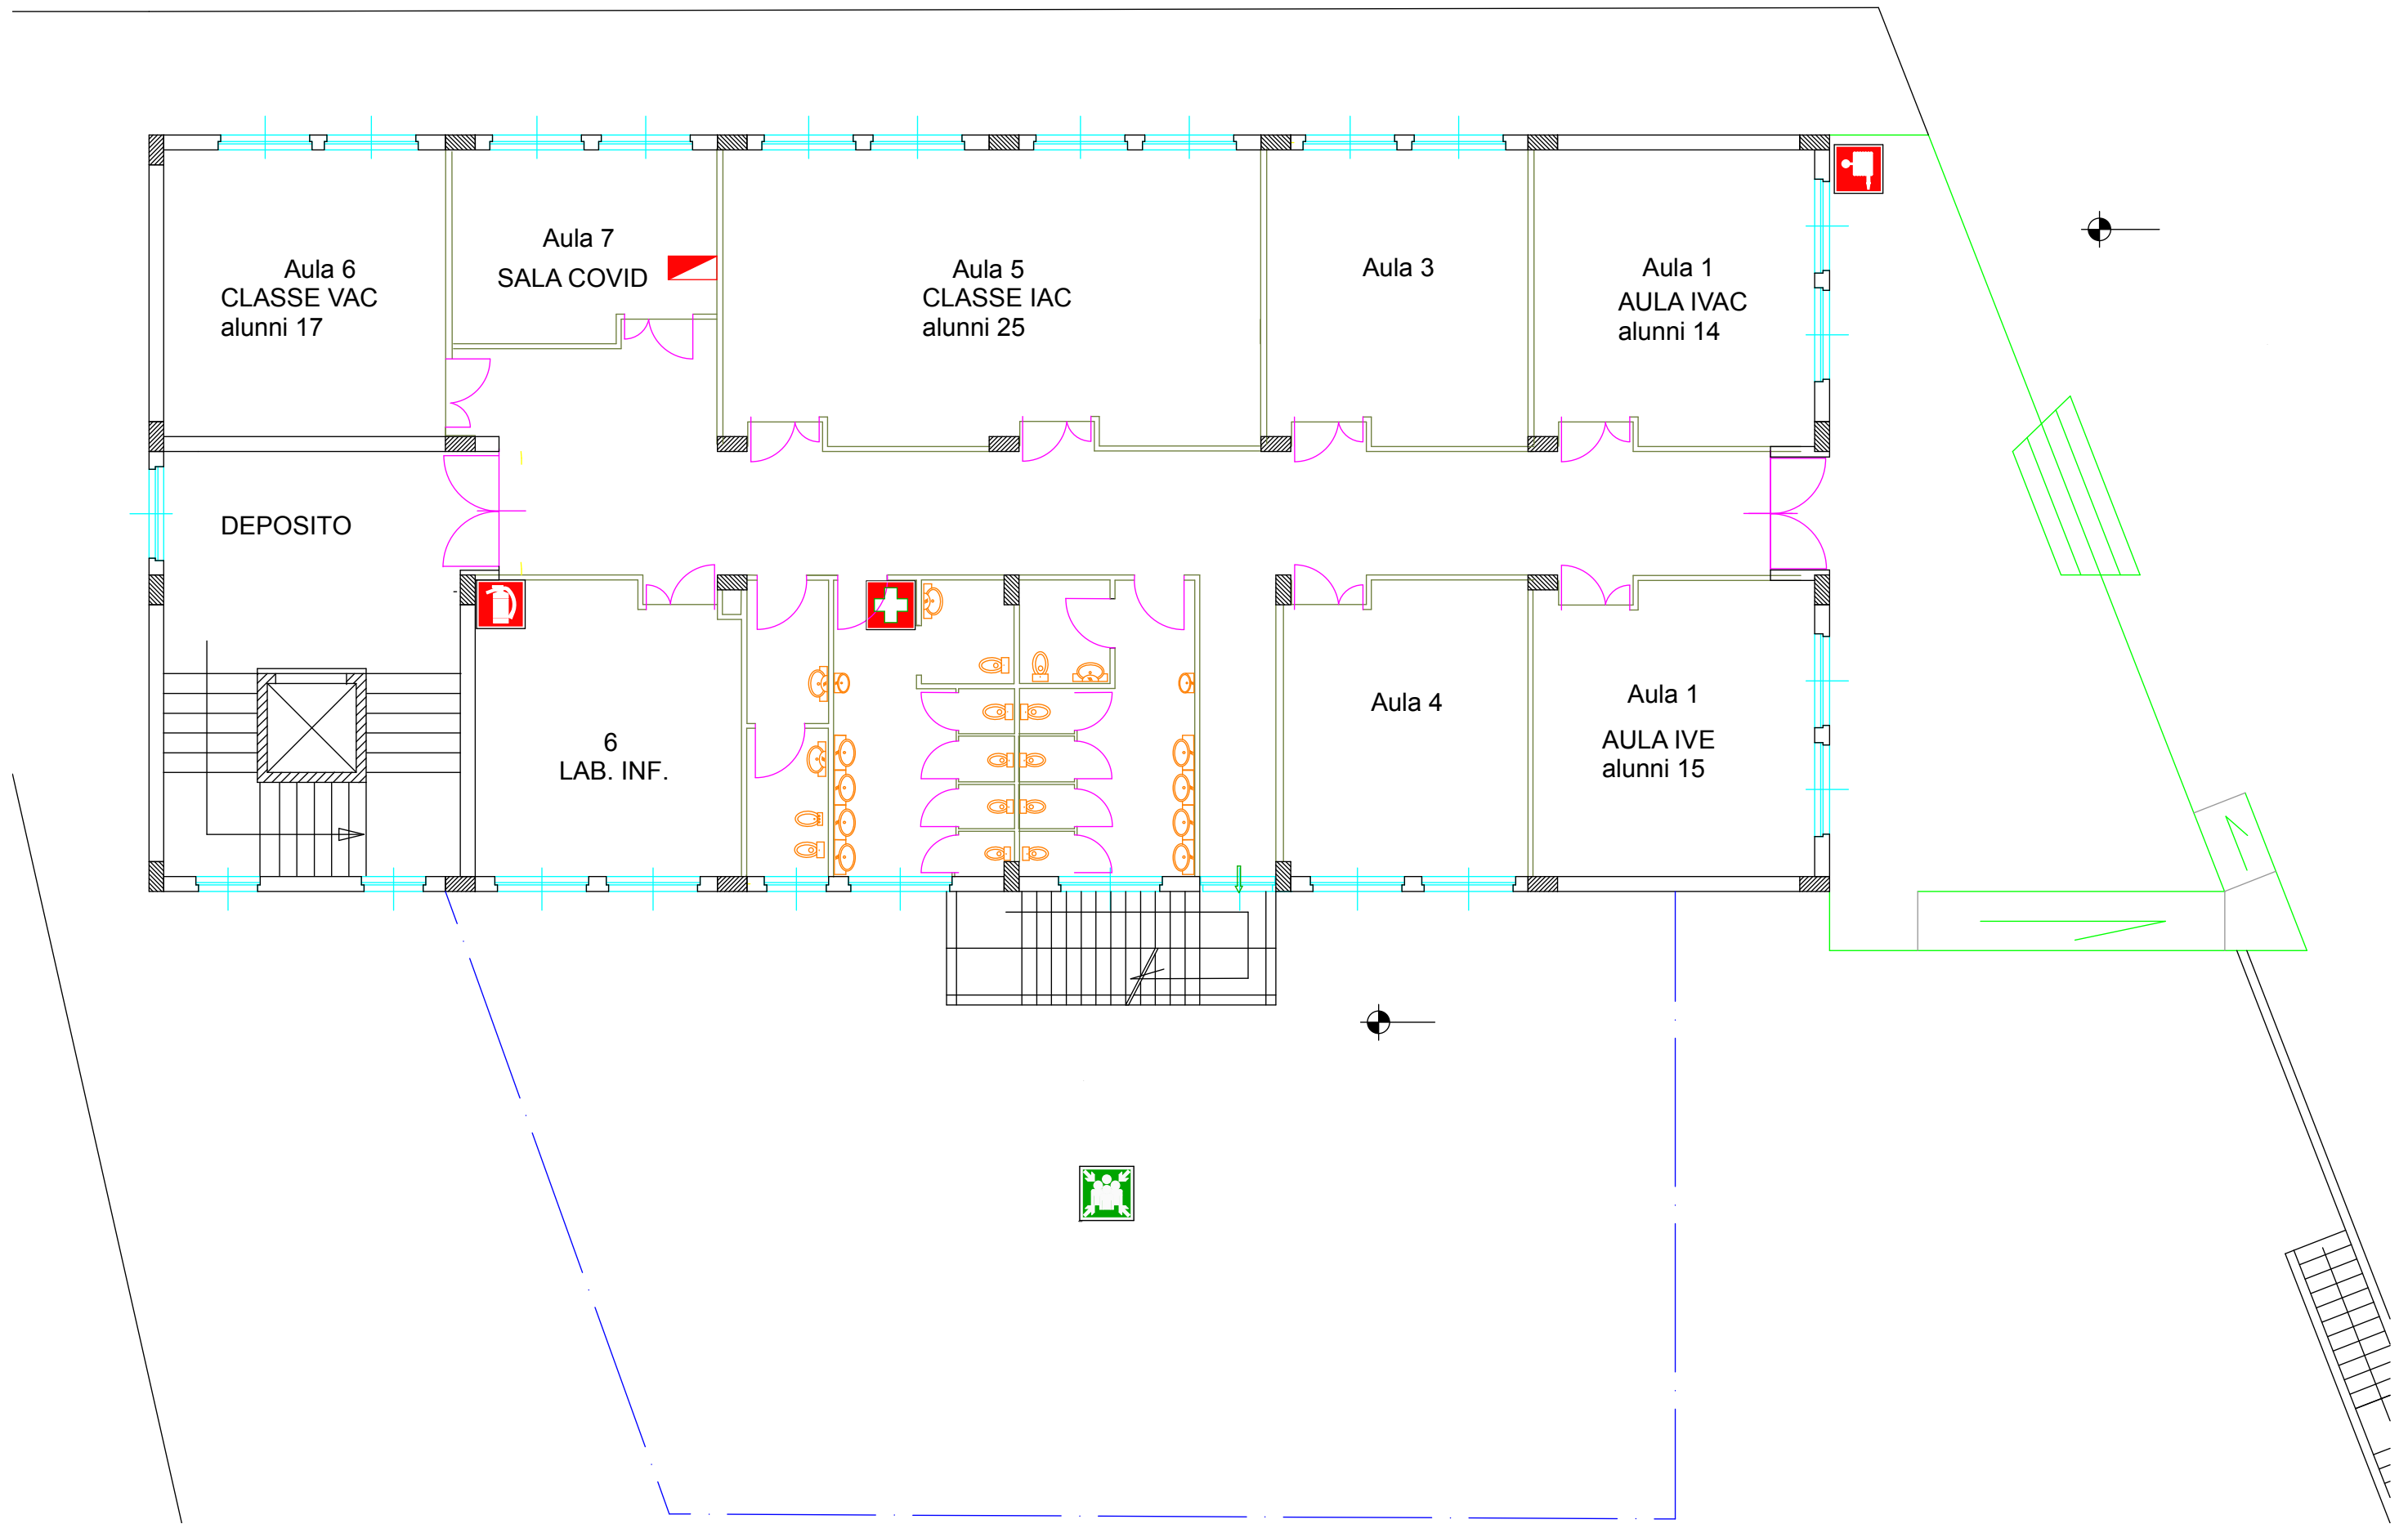 Aula 6
CLASSE VAC
alunni 17
Aula 7
SALA COVID
Aula 5
CLASSE IAC
alunni 25
Aula 3
Aula 1
AULA IVAC
alunni 14
DEPOSITO
6
LAB. INF.
Aula 4
Aula 1
AULA IVE
alunni 15